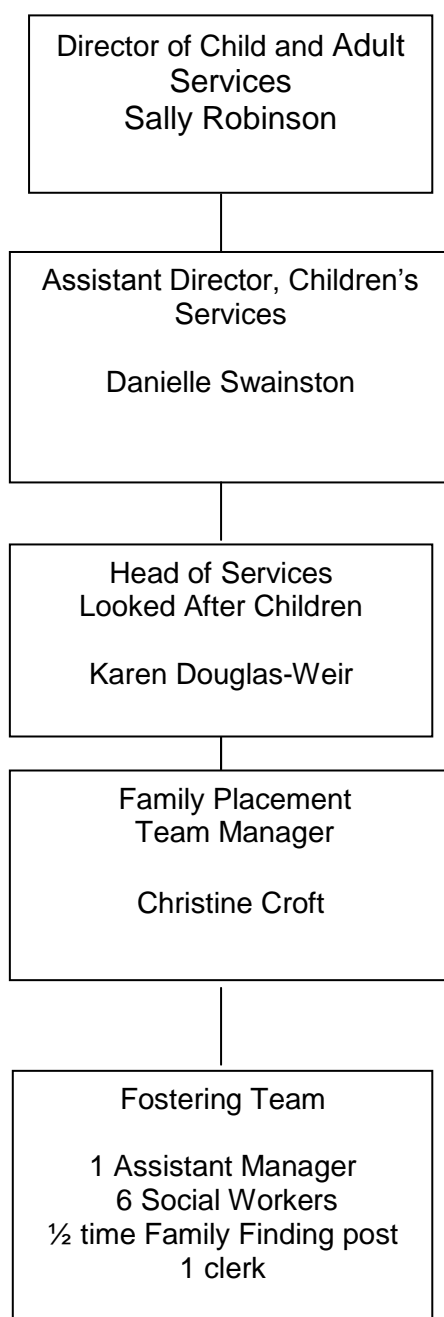 Director of Child and Adult
Services
Sally Robinson
Assistant Director, Children’s
Services
Danielle Swainston
Head of Services
Looked After Children
Karen Douglas-Weir
Family Placement
Team Manager
Christine Croft
Fostering Team
1 Assistant Manager
6 Social Workers
½ time Family Finding post
1 clerk